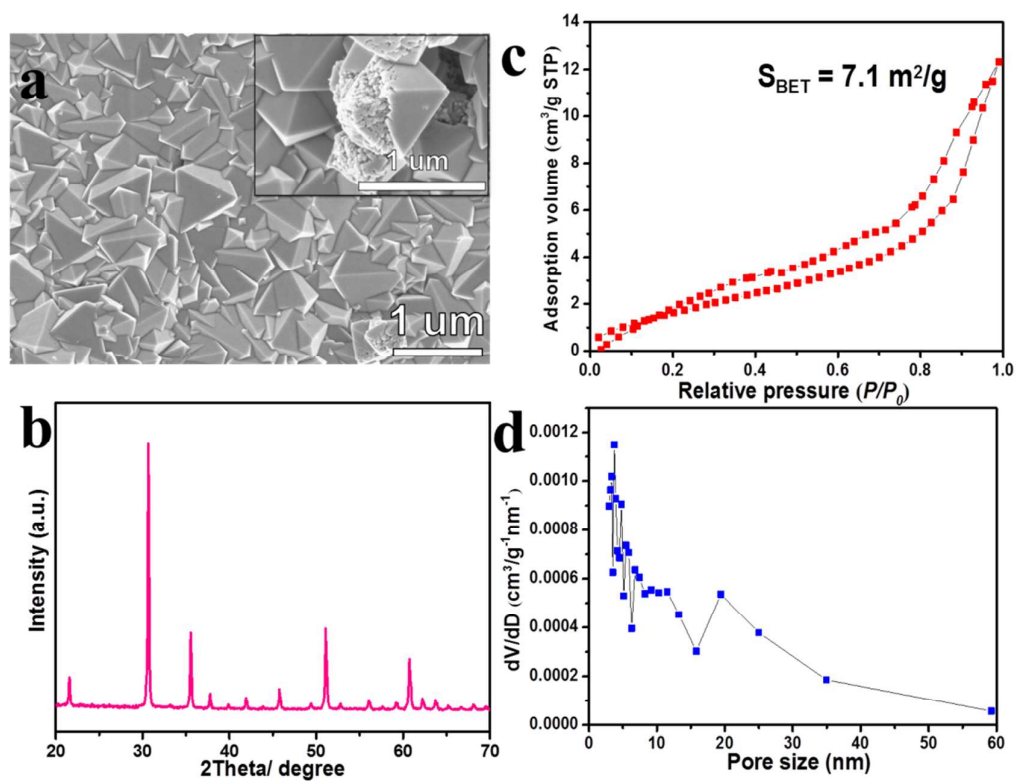 a
1 um
1 um
c
S_BET = 7.1 m²/g
14
12
10
8
6
4
2
0
Adsorption volume (cm³/g STP)
0.0 0.2 0.4 0.6 0.8 1.0
Relative pressure (P/P₀)
b
Intensity (a.u.)
20 30 40 50 60 70
2Theta/ degree
d
0.0012
0.0010
0.0008
0.0006
0.0004
0.0002
0.0000
dV/dD (cm³/g⁻¹nm⁻¹)
0 10 20 30 40 50 60
Pore size (nm)